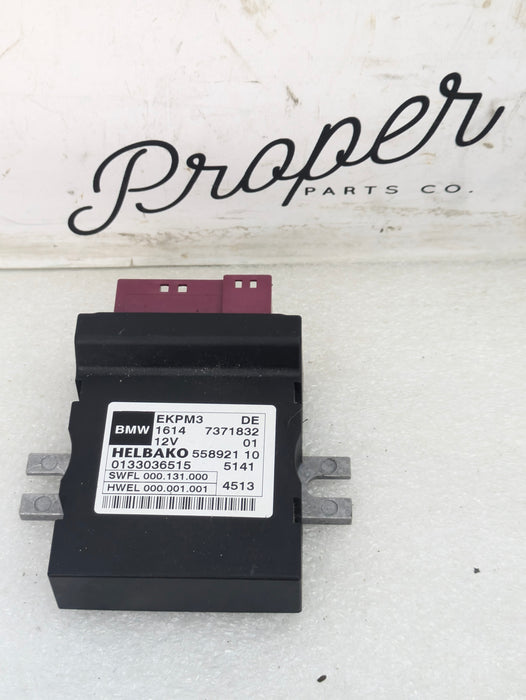 Proper
PARTS CO.
EKPM3 DE
BMW 1614 7371832
12V 01
HELBAKO 558921 10
0133036515 5141
SWFL 000.131.000
HWEL 000.001.001 4513